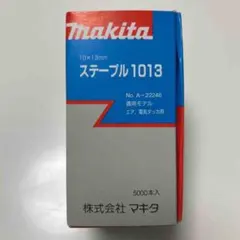 makita
10×13mm
ステープル1013
No. A-20246
適用モデル
エア、電気タッカ用
5000本入
株式会社 マキタ